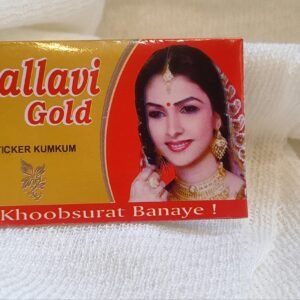 allavi
Gold
TICKER KUMKUM
Khoobsurat Banaye !